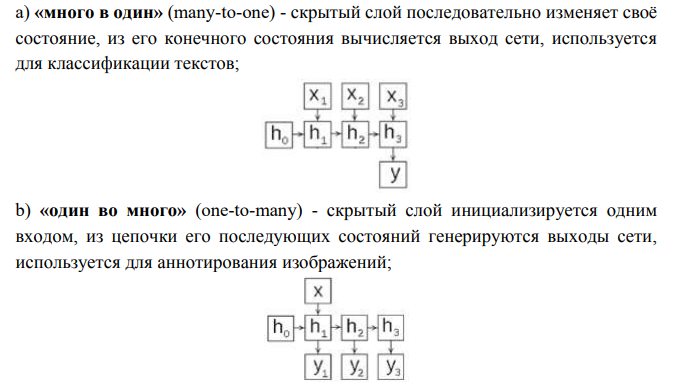 a) «много в один» (many-to-one) - скрытый слой последовательно изменяет своё
состояние, из его конечного состояния вычисляется выход сети, используется
для классификации текстов;
x1 x2 x3
h0 h1 h2 h3
y
b) «один во много» (one-to-many) - скрытый слой инициализируется одним
входом, из цепочки его последующих состояний генерируются выходы сети,
используется для аннотирования изображений;
x
h0 h1 h2 h3
y1 y2 y3